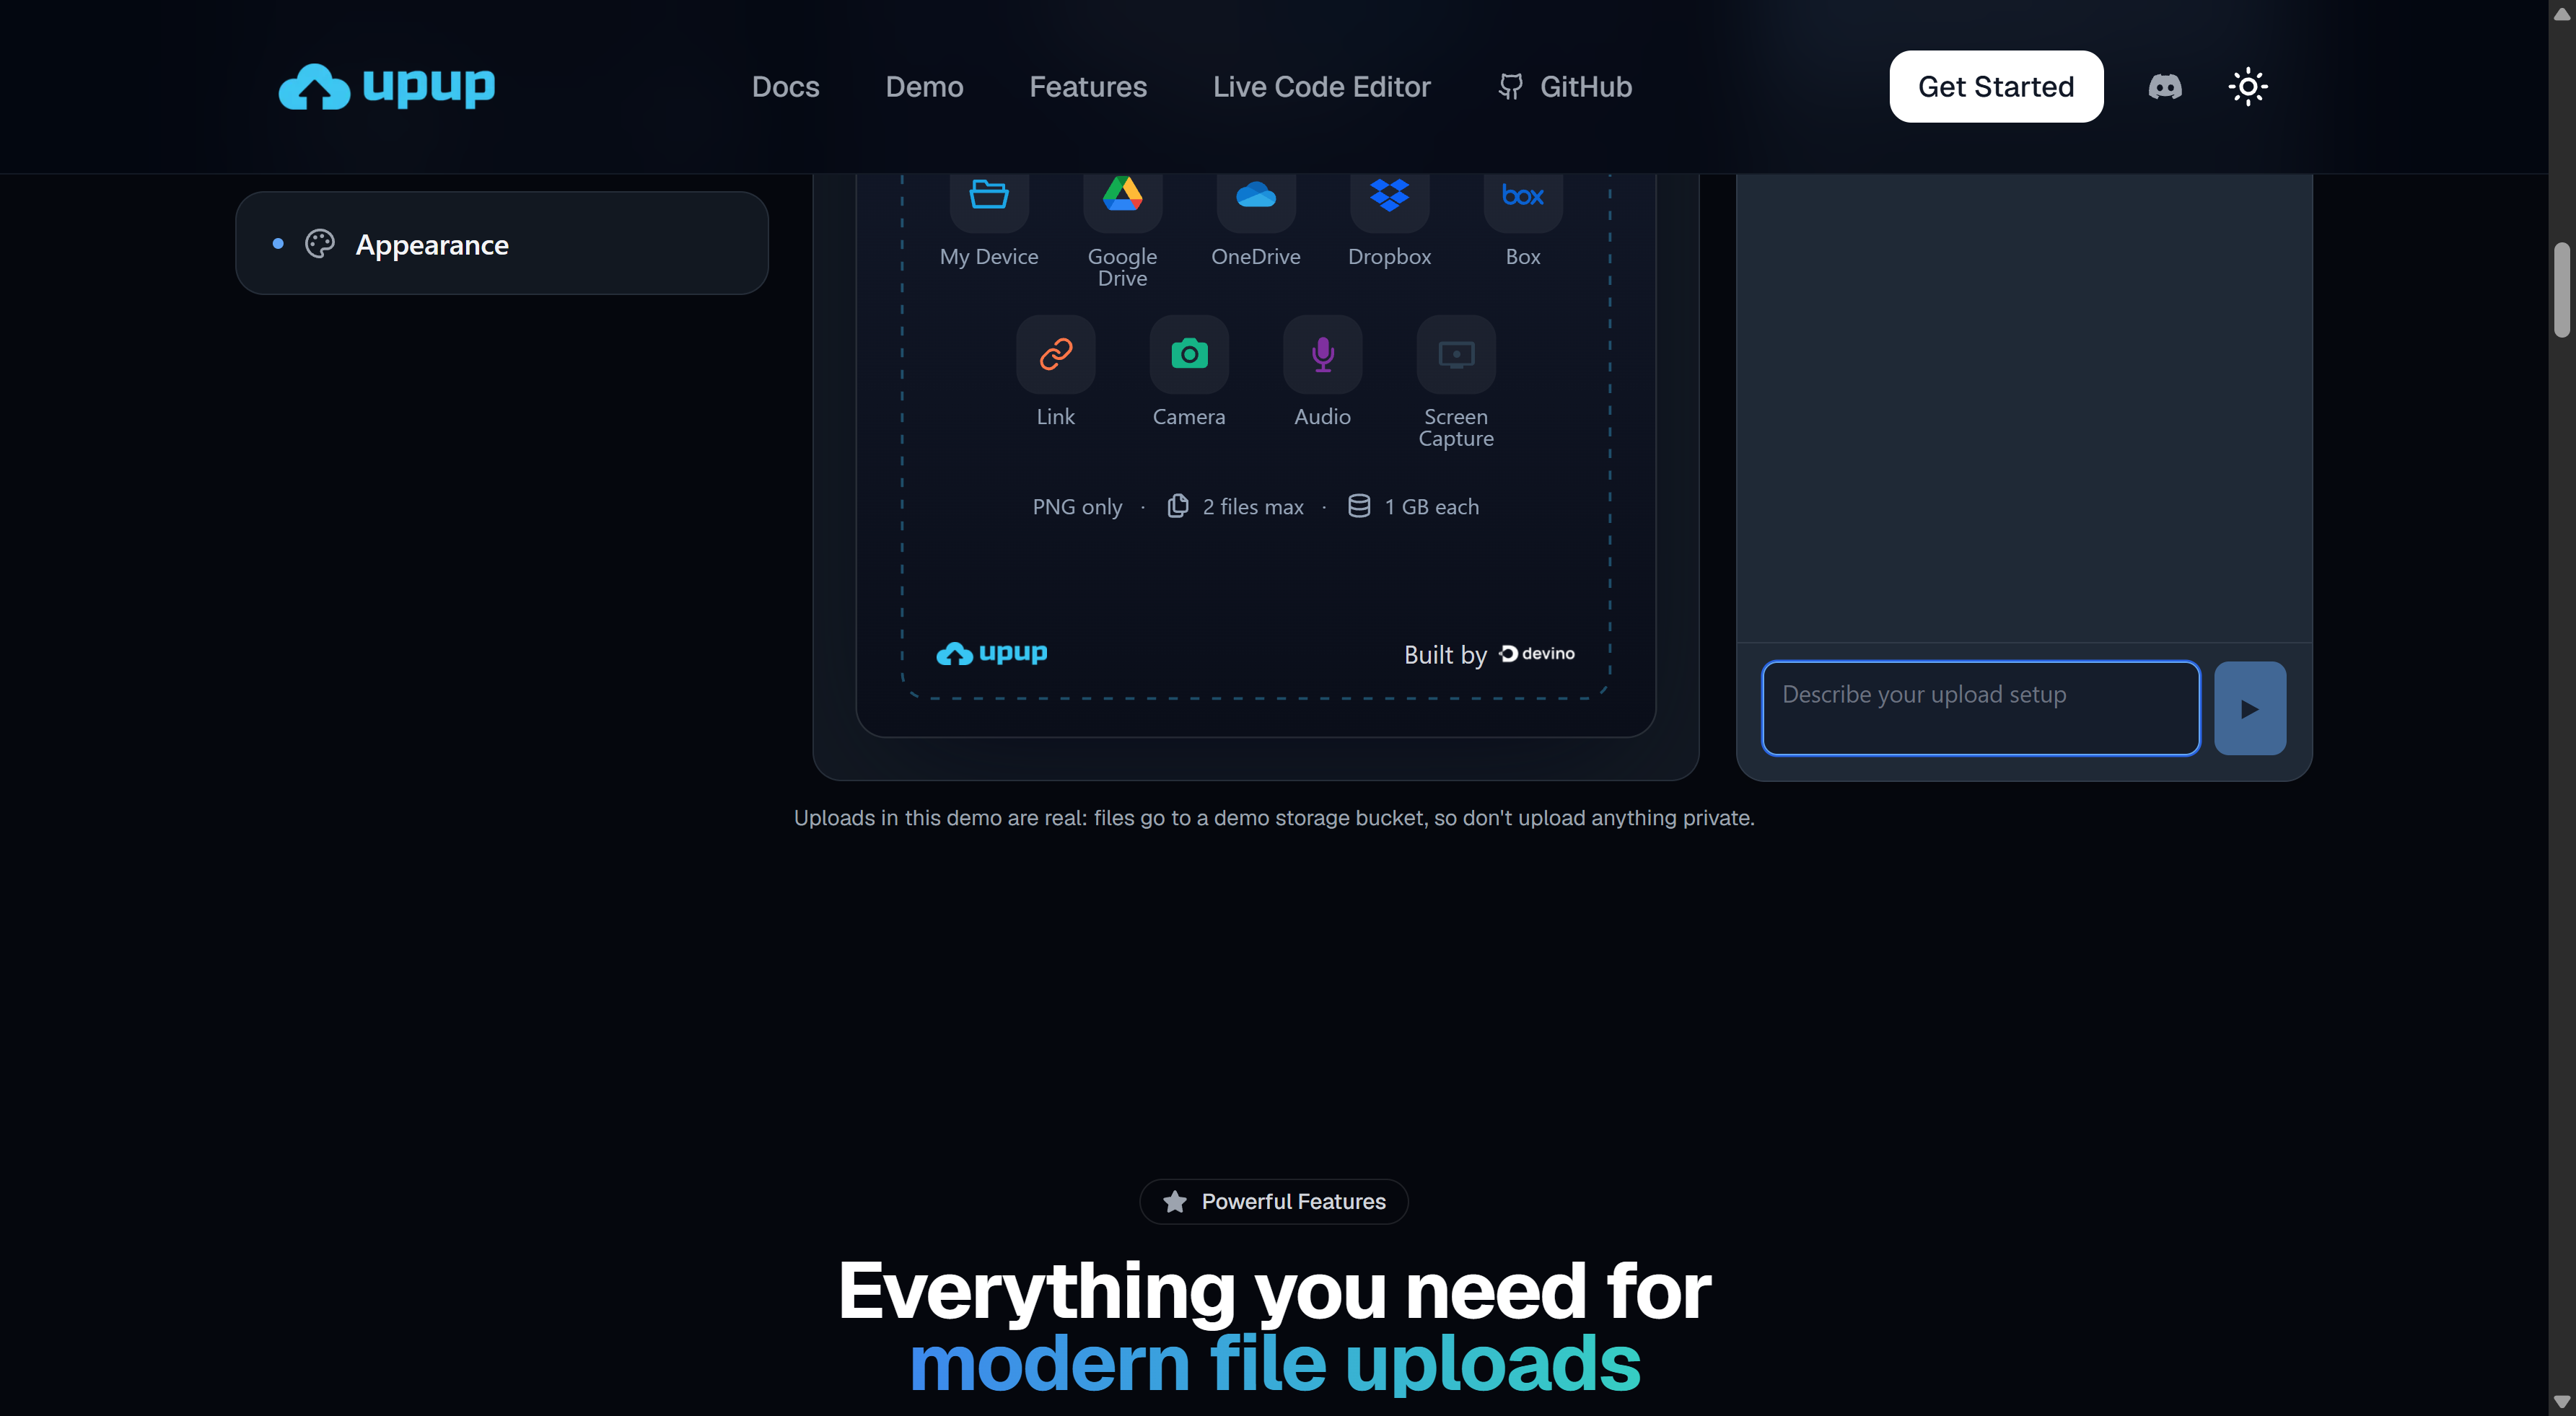 upup
Docs
Demo
Features
Live Code Editor
GitHub
Get Started
Appearance
My Device
Google
Drive
OneDrive
Dropbox
box
Box
Link
Camera
Audio
Screen
Capture
PNG only · 2 files max · 1 GB each
upup
Built by devino
Describe your upload setup
Uploads in this demo are real: files go to a demo storage bucket, so don't upload anything private.
Powerful Features
Everything you need for
modern file uploads